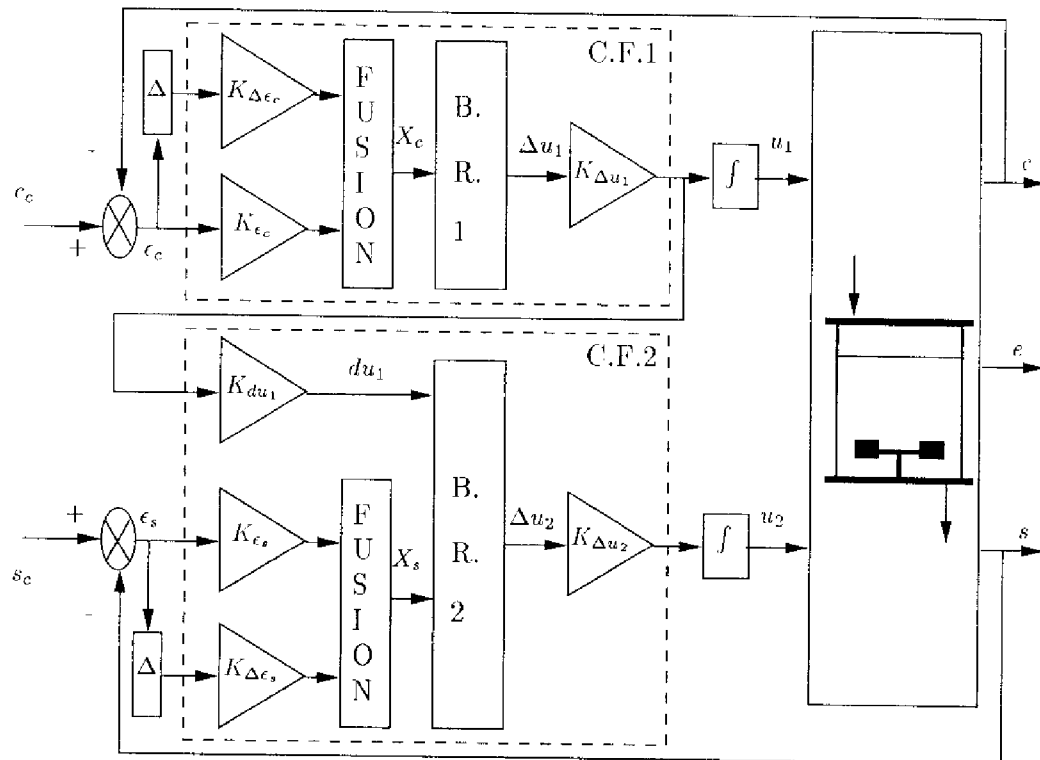 C.F.1
Δ
K_{Δϵ_c}
F U S I O N
B. R. 1
X_c
Δu_1
K_{Δu_1}
∫
u_1
c
-
c_c
+
ϵ_c
K_{ϵ_c}
C.F.2
K_{du_1}
du_1
e
B. R. 2
+
ϵ_s
s_c
-
K_{ϵ_s}
F U S I O N
X_s
Δu_2
K_{Δu_2}
∫
u_2
s
Δ
K_{Δϵ_s}